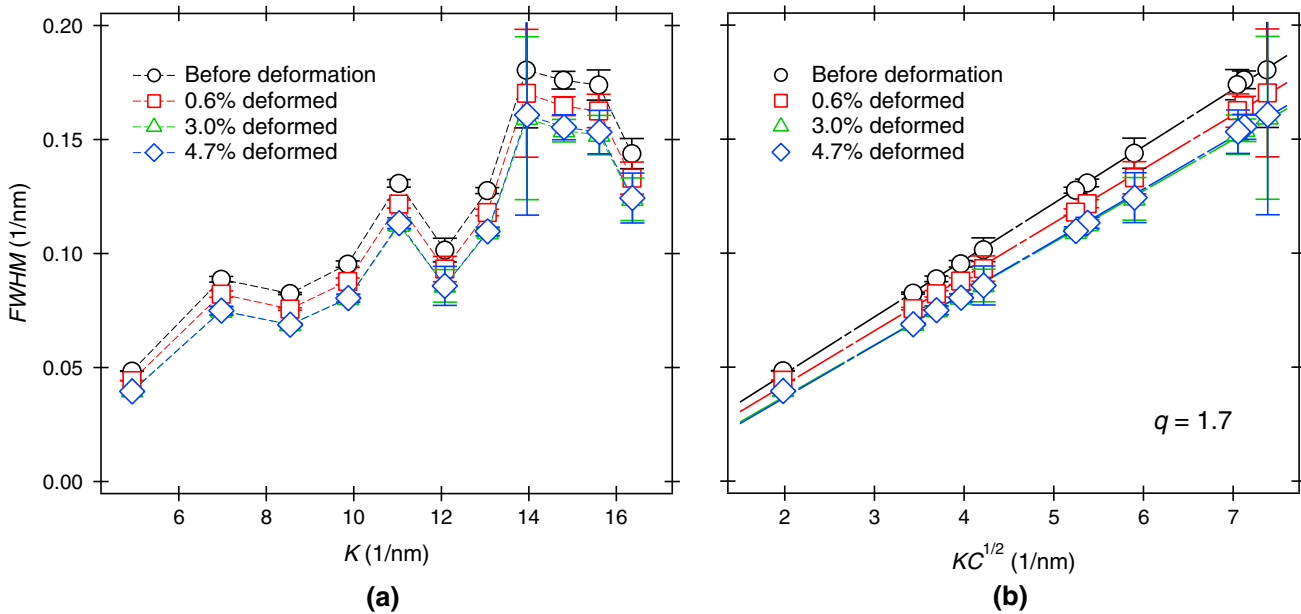 0.20
0.15
0.10
0.05
0.00
FWHM (1/nm)
Before deformation
0.6% deformed
3.0% deformed
4.7% deformed
6 8 10 12 14 16
K (1/nm)
(a)
Before deformation
0.6% deformed
3.0% deformed
4.7% deformed
q = 1.7
2 3 4 5 6 7
KC^1/2 (1/nm)
(b)